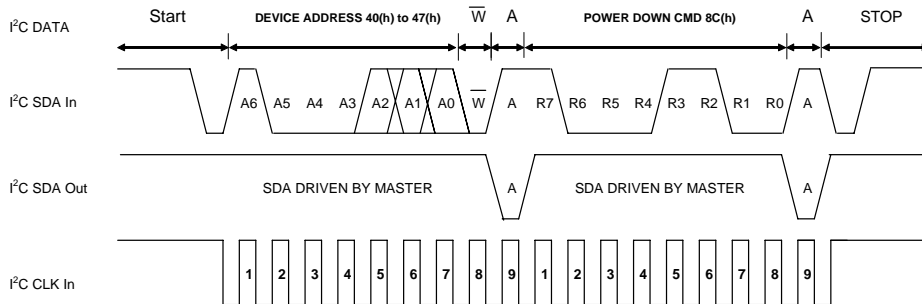 Start DEVICE ADDRESS 40(h) to 47(h) W̅ A POWER DOWN CMD 8C(h) A STOP
I²C DATA
I²C SDA In A6 A5 A4 A3 A2 A1 A0 W̅ A R7 R6 R5 R4 R3 R2 R1 R0 A
I²C SDA Out SDA DRIVEN BY MASTER A SDA DRIVEN BY MASTER A
I²C CLK In 1 2 3 4 5 6 7 8 9 1 2 3 4 5 6 7 8 9